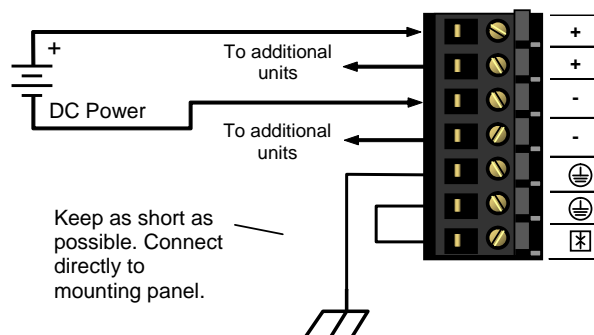 +
To additional
units
DC Power
To additional
units
Keep as short as
possible. Connect
directly to
mounting panel.
+
+
-
-